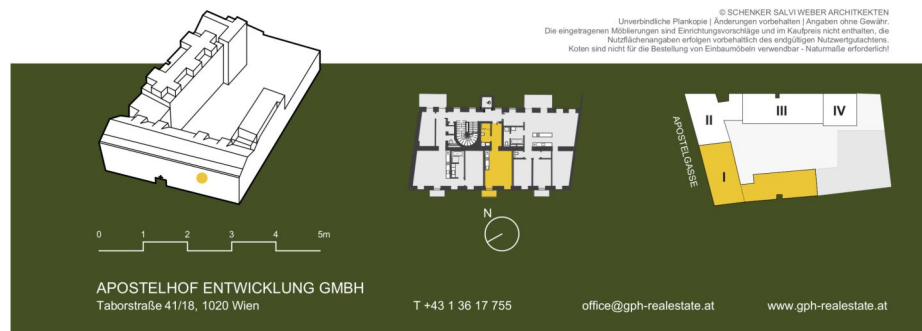 © SCHENKER SALVI WEBER ARCHITKEKTEN
Unverbindliche Plankopie | Änderungen vorbehalten | Angaben ohne Gewähr.
Die eingetragenen Möblierungen sind Einrichtungsvorschläge und im Kaufpreis nicht enthalten, die
Nutzflächenangaben erfolgen vorbehaltlich des endgültigen Nutzwertgutachtens.
Koten sind nicht für die Bestellung von Einbaumöbeln verwendbar - Naturmaße erforderlich!
II
III
IV
APOSTELGASSE
I
N
0 1 2 3 4 5m
APOSTELHOF ENTWICKLUNG GMBH
Taborstraße 41/18, 1020 Wien
T +43 1 36 17 755
office@gph-realestate.at
www.gph-realestate.at